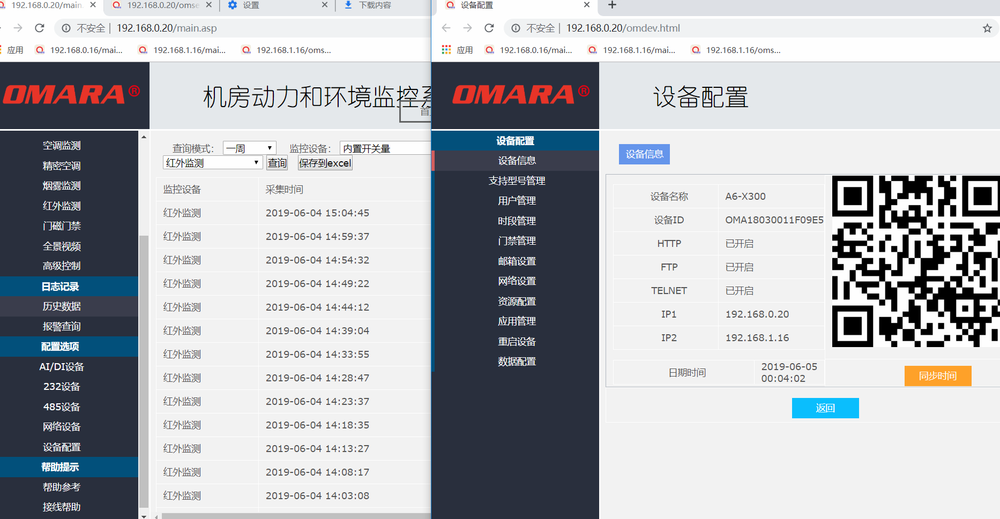 192.168.0.20/main
192.168.0.20/omse
设置
下载内容
不安全 | 192.168.0.20/main.asp
应用
192.168.0.16/mai...
192.168.1.16/mai...
192.168.1.16/oms...
OMARA®
机房动力和环境监控系
首
空调监测
精密空调
烟雾监测
红外监测
门磁门禁
全景视频
高级控制
日志记录
历史数据
报警查询
配置选项
AI/DI设备
232设备
485设备
网络设备
设备配置
帮助提示
帮助参考
接线帮助
查询模式: 一周 监控设备: 内置开关量
红外监测 查询 保存到excel
监控设备 采集时间
红外监测 2019-06-04 15:04:45
红外监测 2019-06-04 14:59:37
红外监测 2019-06-04 14:54:32
红外监测 2019-06-04 14:49:22
红外监测 2019-06-04 14:44:12
红外监测 2019-06-04 14:39:04
红外监测 2019-06-04 14:33:55
红外监测 2019-06-04 14:28:47
红外监测 2019-06-04 14:23:37
红外监测 2019-06-04 14:18:35
红外监测 2019-06-04 14:13:27
红外监测 2019-06-04 14:08:17
红外监测 2019-06-04 14:03:08
设备配置
不安全 | 192.168.0.20/omdev.html
应用
192.168.0.16/mai...
192.168.1.16/mai...
192.168.1.16/oms...
OMARA®
设备配置
设备配置
设备信息
支持型号管理
用户管理
时段管理
门禁管理
邮箱设置
网络设置
资源配置
应用管理
重启设备
数据配置
设备信息
设备名称 A6-X300
设备ID OMA18030011F09E5
HTTP 已开启
FTP 已开启
TELNET 已开启
IP1 192.168.0.20
IP2 192.168.1.16
日期时间 2019-06-05
00:04:02
同步时间
返回